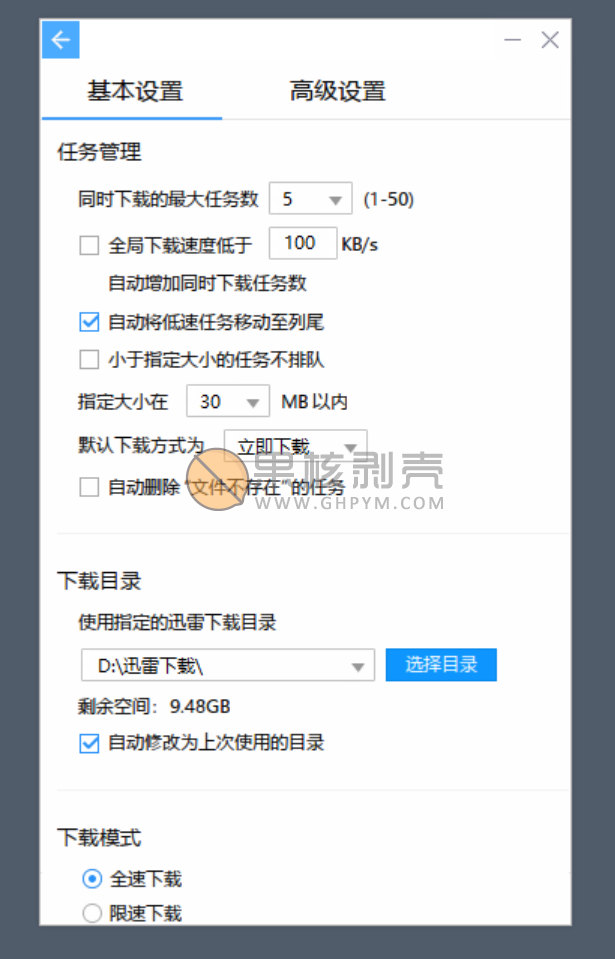 基本设置 高级设置
任务管理
同时下载的最大任务数 5 (1-50)
全局下载速度低于 100 KB/s
自动增加同时下载任务数
自动将低速任务移动至列尾
小于指定大小的任务不排队
指定大小在 30 MB以内
默认下载方式为 立即下载
果核剥壳
自动删除“文件不存在”的任务
WWW.GHPYM.COM
下载目录
使用指定的迅雷下载目录
D:\迅雷下载\ 选择目录
剩余空间：9.48GB
自动修改为上次使用的目录
下载模式
全速下载
限速下载